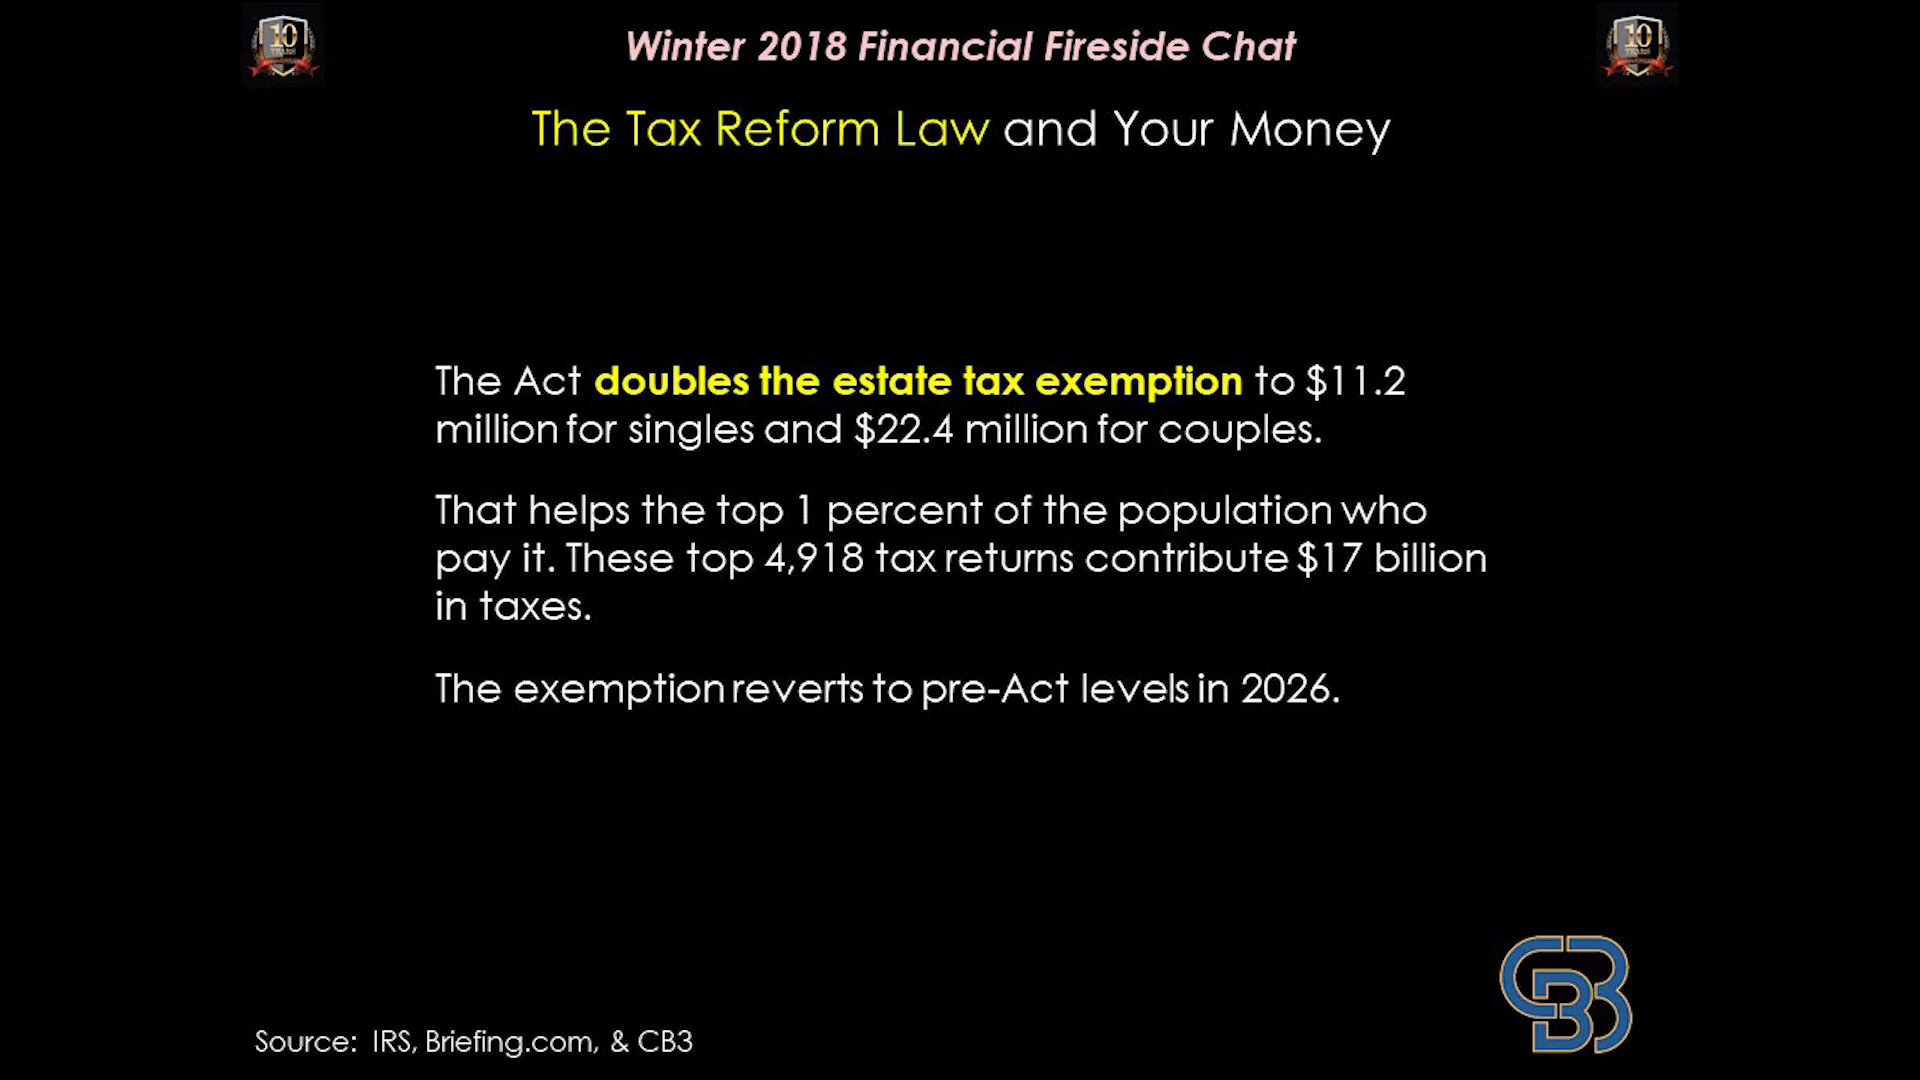 10
10
Winter 2018 Financial Fireside Chat
The Tax Reform Law and Your Money
The Act doubles the estate tax exemption to $11.2
million for singles and $22.4 million for couples.
That helps the top 1 percent of the population who
pay it. These top 4,918 tax returns contribute $17 billion
in taxes.
The exemption reverts to pre-Act levels in 2026.
CB3
Source: IRS, Briefing.com, & CB3